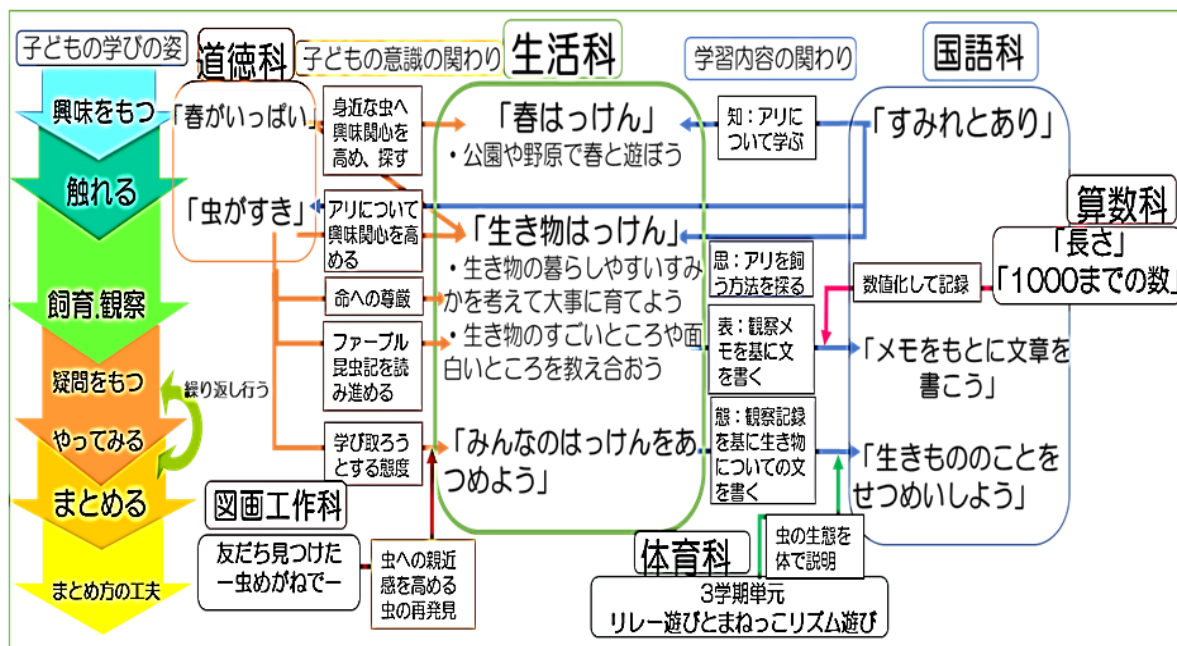 子どもの学びの姿
興味をもつ
触れる
飼育.観察
疑問をもつ
やってみる
繰り返し行う
まとめる
まとめ方の工夫
道徳科
「春がいっぱい」
「虫がすき」
子どもの意識の関わり
身近な虫へ
興味関心を
高め、探す
アリについて
興味関心を高
める
命への尊厳
ファーブル
昆虫記を読
み進める
学び取ろう
とする態度
生活科
「春はっけん」
・公園や野原で春と遊ぼう
「生き物はっけん」
・生き物の暮らしやすいすみ
かを考えて大事に育てよう
・生き物のすごいところや面
白いところを教え合おう
「みんなのはっけんをあ
つめよう」
学習内容の関わり
知：アリに
ついて学ぶ
思：アリを飼
う方法を探る
表：観察メ
モを基に文
を書く
態：観察記録
を基に生き物
についての文
を書く
国語科
「すみれとあり」
「メモをもとに文章を
書こう」
「生きもののことを
せつめいしよう」
算数科
「長さ」
「1000までの数」
数値化して記録
図画工作科
友だち見つけた
ー虫めがねでー
虫への親近
感を高める
虫の再発見
体育科
3学期単元
リレー遊びとまねっこリズム遊び
虫の生態を
体で説明